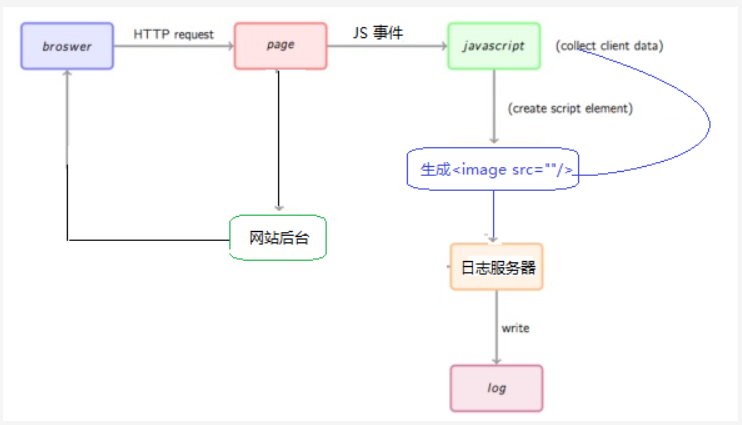 broswer
HTTP request
page
JS 事件
javascript
(collect client data)
(create script element)
生成<image src=""/>
网站后台
日志服务器
write
log